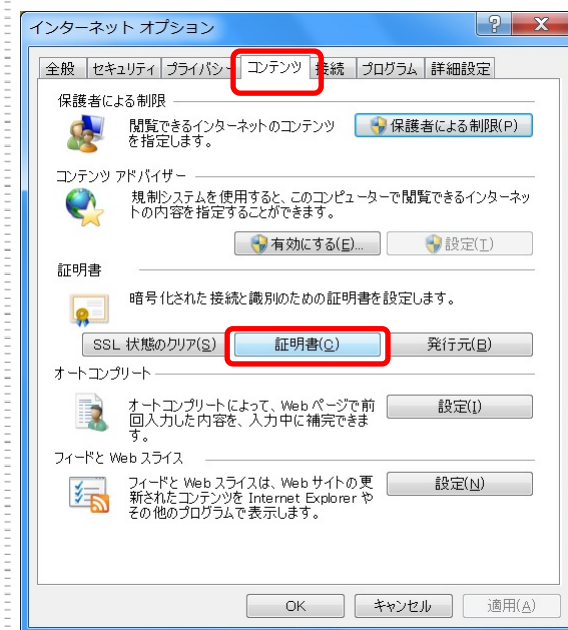 インターネット オプション
? X
全般 セキュリティ プライバシー コンテンツ 接続 プログラム 詳細設定
保護者による制限
閲覧できるインターネットのコンテンツ
を指定します。
保護者による制限(P)
コンテンツ アドバイザー
規制システムを使用すると、このコンピューターで閲覧できるインターネッ
トの内容を指定することができます。
有効にする(E)... 設定(T)
証明書
暗号化された接続と識別のための証明書を設定します。
SSL 状態のクリア(S) 証明書(C) 発行元(B)
オートコンプリート
オートコンプリートによって、Web ページで前
回入力した内容を、入力中に補完できま
す。
設定(I)
フィードと Web スライス
フィードと Web スライスは、Web サイトの更
新されたコンテンツを Internet Explorer や
その他のプログラムで表示します。
設定(N)
OK キャンセル 適用(A)